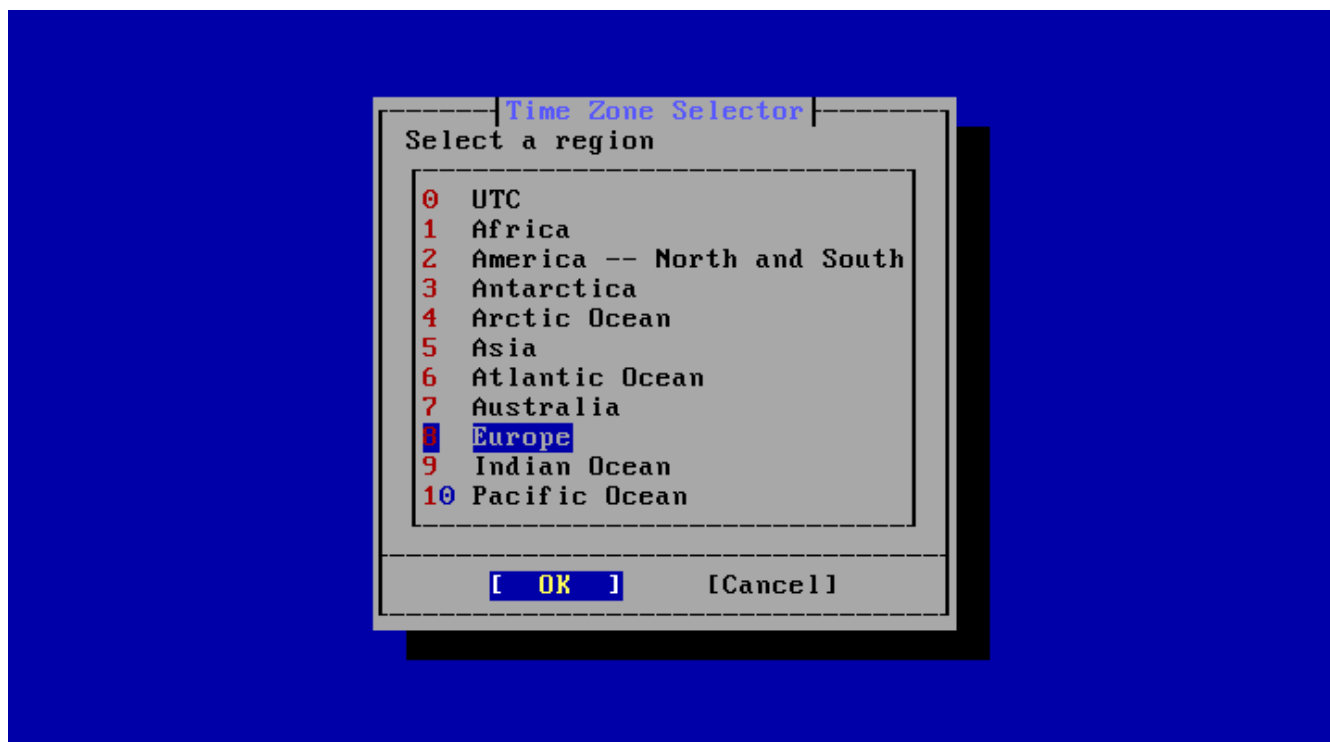 Time Zone Selector
Select a region
0 UTC
1 Africa
2 America -- North and South
3 Antarctica
4 Arctic Ocean
5 Asia
6 Atlantic Ocean
7 Australia
8 Europe
9 Indian Ocean
10 Pacific Ocean
[ OK ] [Cancel]